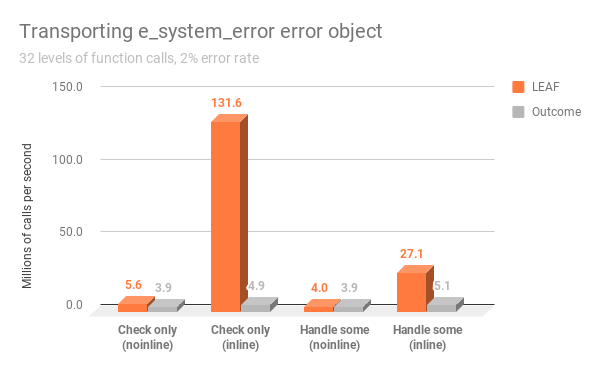 Transporting e_system_error error object
32 levels of function calls, 2% error rate
LEAF
Outcome
Millions of calls per second
150.0
100.0
50.0
0.0
5.6
3.9
131.6
4.9
4.0
3.9
27.1
5.1
Check only
(noinline)
Check only
(inline)
Handle some
(noinline)
Handle some
(inline)